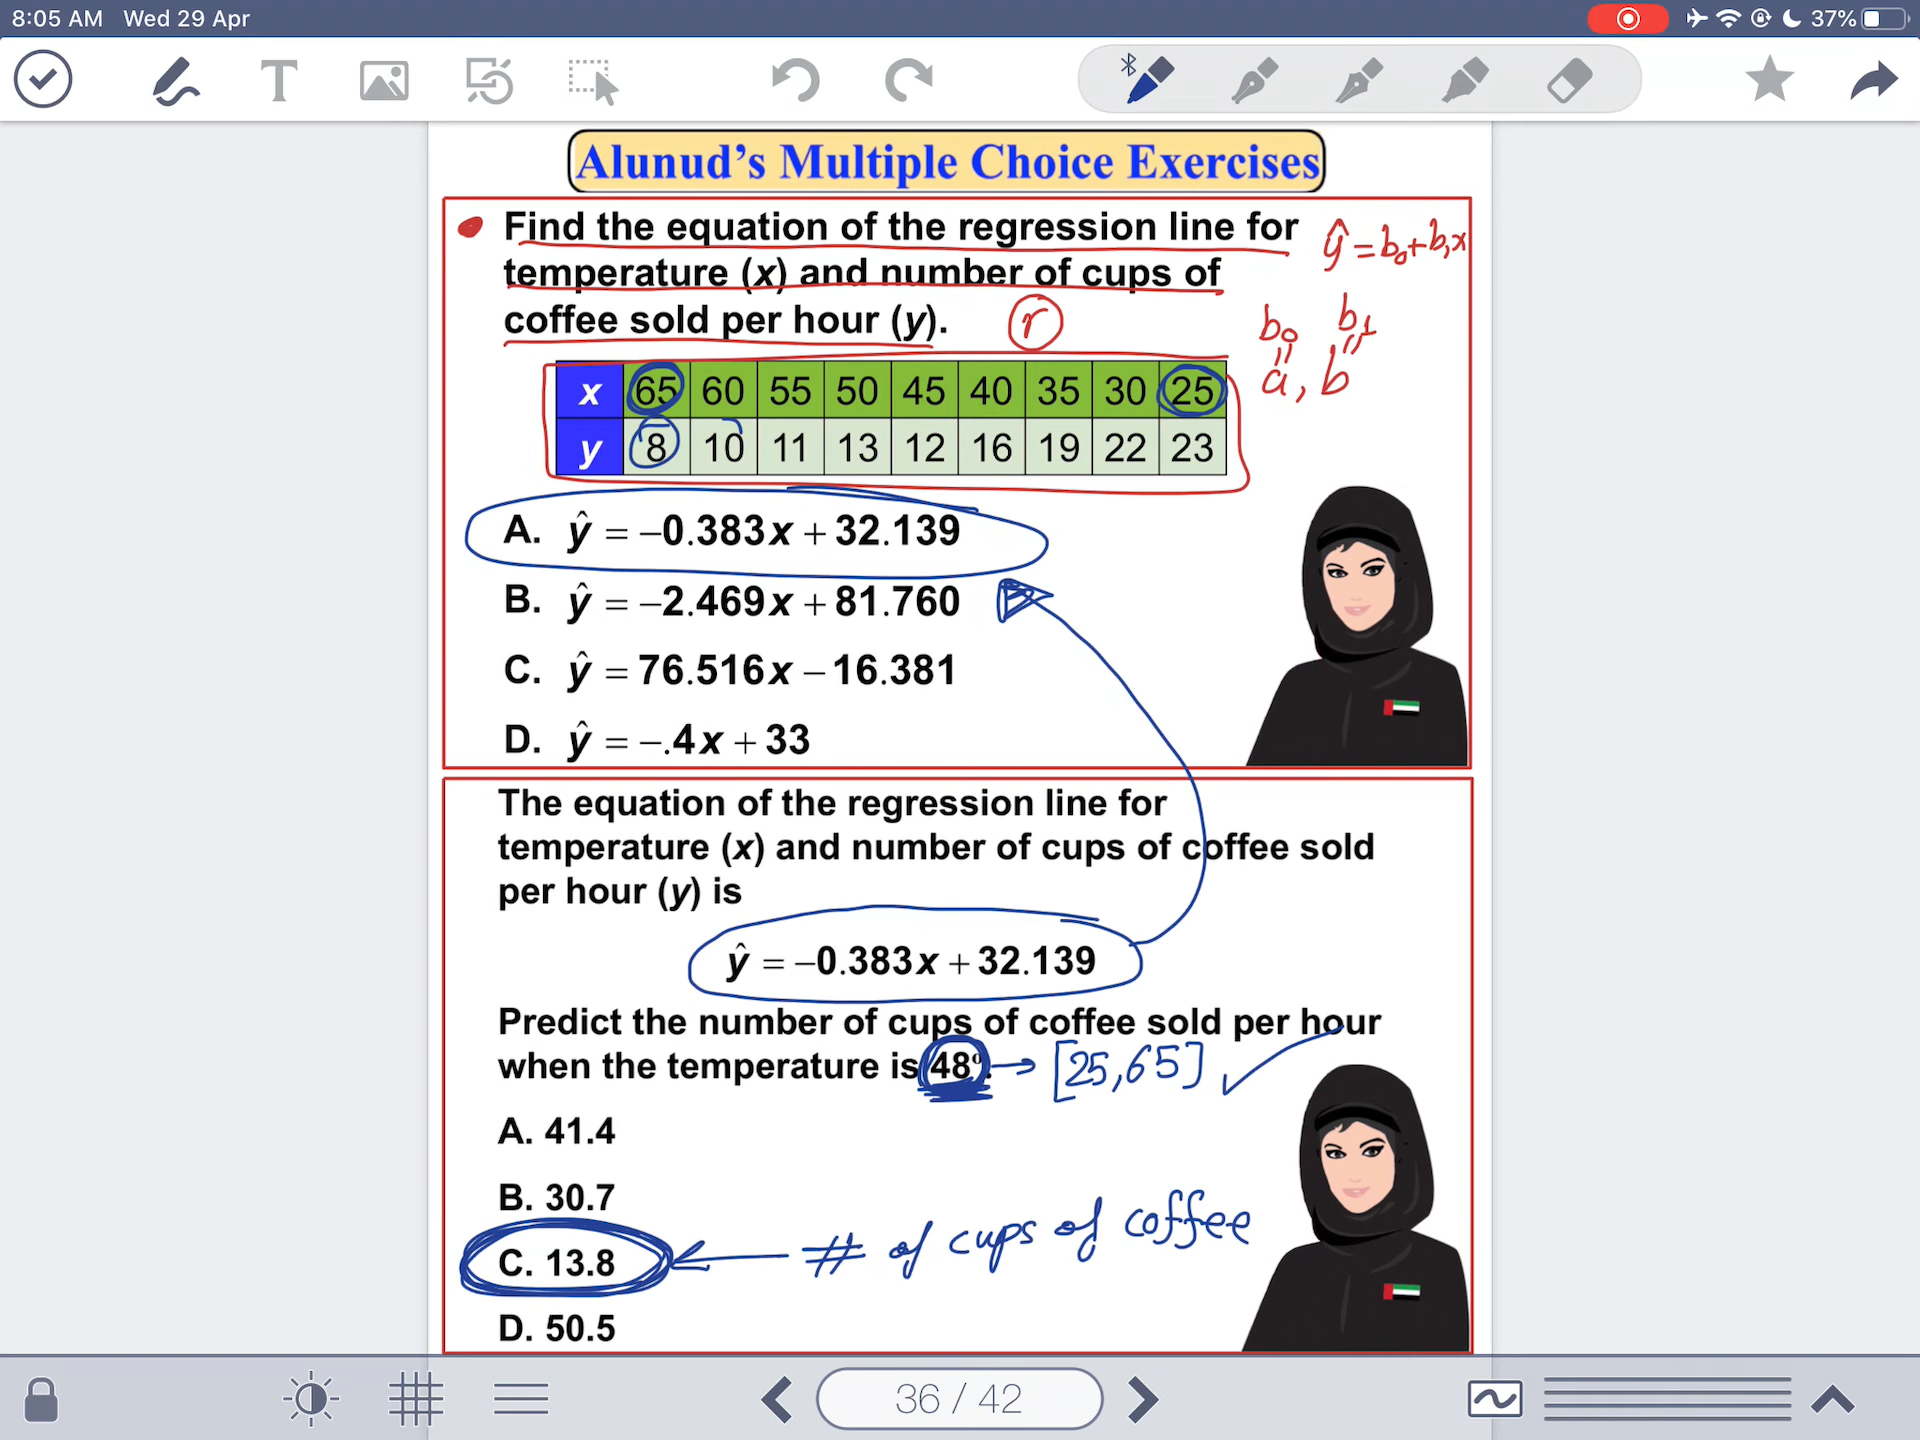 8:05 AM Wed 29 Apr
37%
T
Alunud's Multiple Choice Exercises
Find the equation of the regression line for
temperature (x) and number of cups of
coffee sold per hour (y).
r
ŷ = b₀ + b₁x
b₀ b₁
a, b
x 65 60 55 50 45 40 35 30 25
y 8 10 11 13 12 16 19 22 23
A. ŷ = −0.383x + 32.139
B. ŷ = −2.469x + 81.760
C. ŷ = 76.516x − 16.381
D. ŷ = −.4x + 33
The equation of the regression line for
temperature (x) and number of cups of coffee sold
per hour (y) is
ŷ = −0.383x + 32.139
Predict the number of cups of coffee sold per hour
when the temperature is 48º. → [25,65]
A. 41.4
B. 30.7
C. 13.8 ← # of cups of coffee
D. 50.5
36 / 42